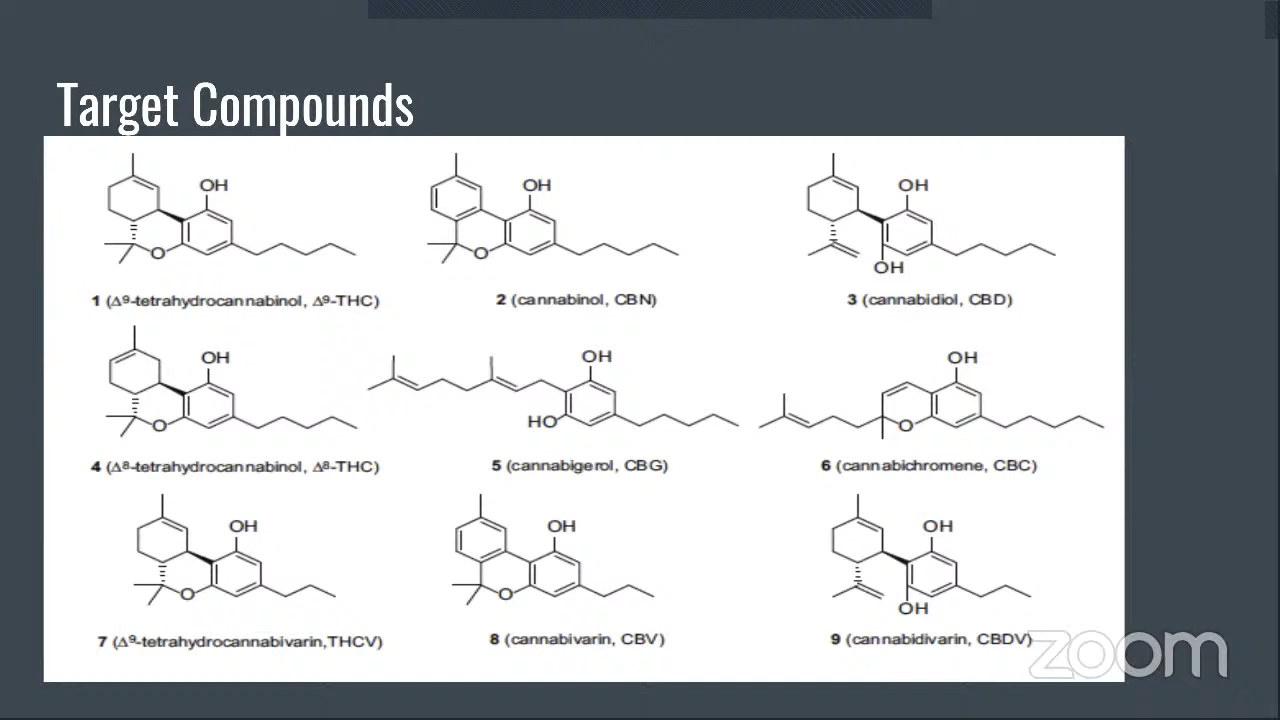 Target Compounds
OH OH OH
O O OH
1 (Δ9-tetrahydrocannabinol, Δ9-THC) 2 (cannabinol, CBN) 3 (cannabidiol, CBD)
OH OH OH
O HO O
4 (Δ8-tetrahydrocannabinol, Δ8-THC) 5 (cannabigerol, CBG) 6 (cannabichromene, CBC)
OH OH OH
O O OH
7 (Δ9-tetrahydrocannabivarin,THCV) 8 (cannabivarin, CBV) 9 (cannabidivarin, CBDV)
zoom